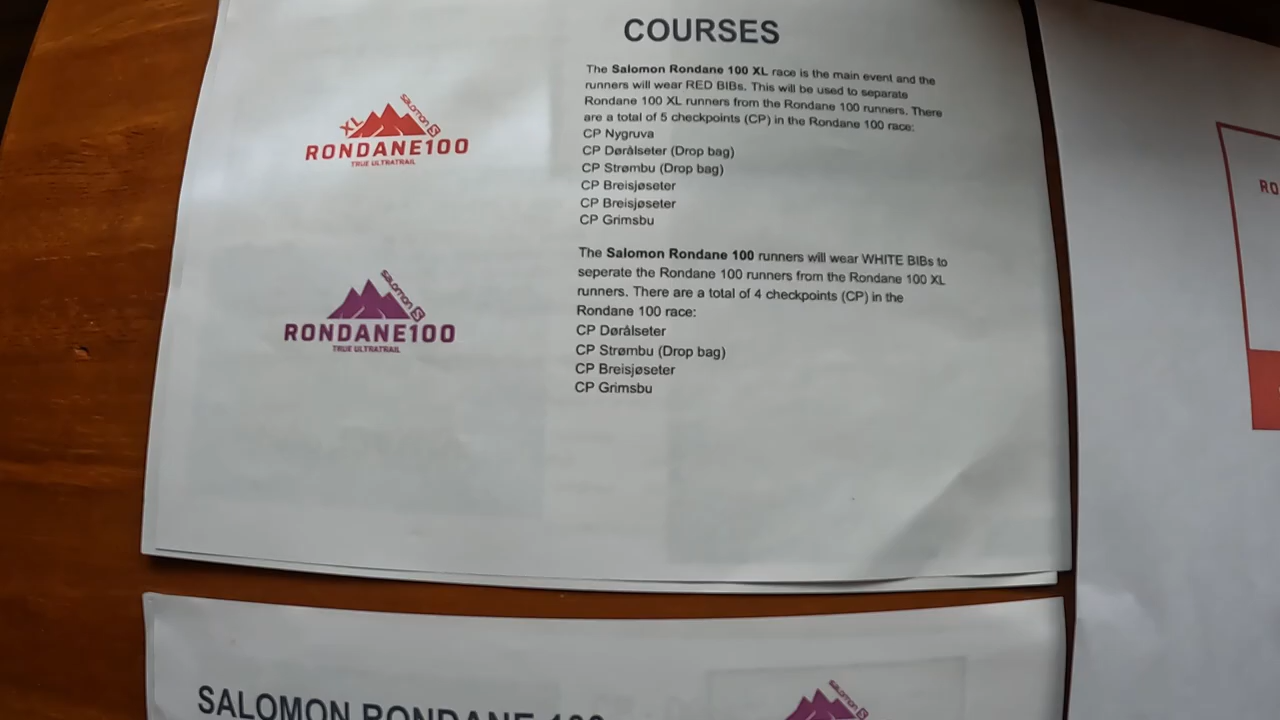 COURSES
The Salomon Rondane 100 XL race is the main event and the
runners will wear RED BIBs. This will be used to separate
Rondane 100 XL runners from the Rondane 100 runners. There
are a total of 5 checkpoints (CP) in the Rondane 100 race:
CP Nygruva
CP Dørålseter (Drop bag)
CP Strømbu (Drop bag)
CP Breisjøseter
CP Breisjøseter
CP Grimsbu
XL
salomon S
RONDANE100
TRUE ULTRATRAIL
The Salomon Rondane 100 runners will wear WHITE BIBs to
seperate the Rondane 100 runners from the Rondane 100 XL
runners. There are a total of 4 checkpoints (CP) in the
Rondane 100 race:
CP Dørålseter
CP Strømbu (Drop bag)
CP Breisjøseter
CP Grimsbu
salomon S
RONDANE100
TRUE ULTRATRAIL
RO
SALOMON RONDANE 100
salomon S